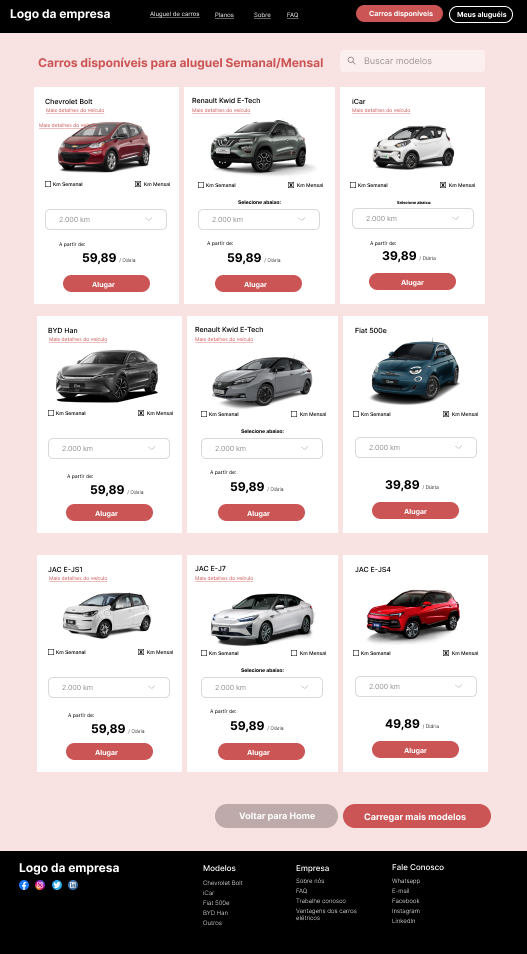 Logo da empresa
Aluguel de carros Planos Sobre FAQ
Carros disponíveis
Meus aluguéis
Carros disponíveis para aluguel Semanal/Mensal
Buscar modelos
Chevrolet Bolt
Mais detalhes do veículo
Mais detalhes do veículo
Km Semanal Km Mensual
2.000 km
A partir de:
59,89 / Diária
Alugar
Renault Kwid E-Tech
Mais detalhes do veículo
Km Semanal Km Mensual
Selecione abaixo:
2.000 km
A partir de:
59,89 / Diária
Alugar
iCar
Mais detalhes do veículo
Km Semanal Km Mensual
Selecione abaixo:
2.000 km
A partir de:
39,89 / Diária
Alugar
BYD Han
Mais detalhes do veículo
Km Semanal Km Mensual
2.000 km
A partir de:
59,89 / Diária
Alugar
Renault Kwid E-Tech
Mais detalhes do veículo
Km Semanal Km Mensual
Selecione abaixo:
2.000 km
A partir de:
59,89 / Diária
Alugar
Fiat 500e
Km Semanal Km Mensual
2.000 km
39,89 / Diária
Alugar
JAC E-JS1
Mais detalhes do veículo
Km Semanal Km Mensual
2.000 km
A partir de:
59,89 / Diária
Alugar
JAC E-J7
Mais detalhes do veículo
Km Semanal Km Mensual
Selecione abaixo:
2.000 km
A partir de:
59,89 / Diária
Alugar
JAC E-JS4
Km Semanal Km Mensual
2.000 km
49,89 / Diária
Alugar
Voltar para Home
Carregar mais modelos
Logo da empresa
Modelos
Chevrolet Bolt
iCar
Fiat 500e
BYD Han
Outros
Empresa
Sobre nós
FAQ
Trabalhe conosco
Vantagens dos carros
elétricos
Fale Conosco
Whatsapp
E-mail
Facebook
Instagram
LinkedIn